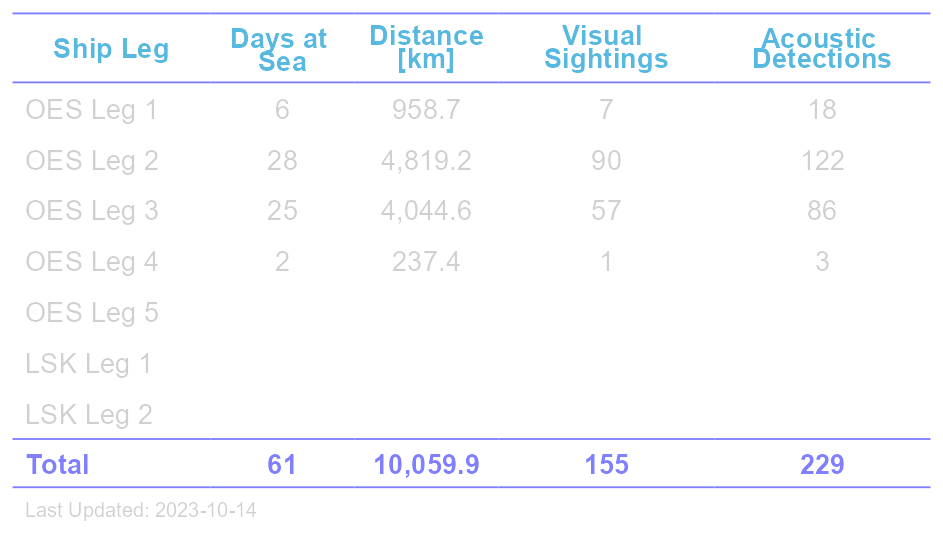 Ship Leg Days at Sea Distance [km] Visual Sightings Acoustic Detections
OES Leg 1 6 958.7 7 18
OES Leg 2 28 4,819.2 90 122
OES Leg 3 25 4,044.6 57 86
OES Leg 4 2 237.4 1 3
OES Leg 5
LSK Leg 1
LSK Leg 2
Total 61 10,059.9 155 229
Last Updated: 2023-10-14